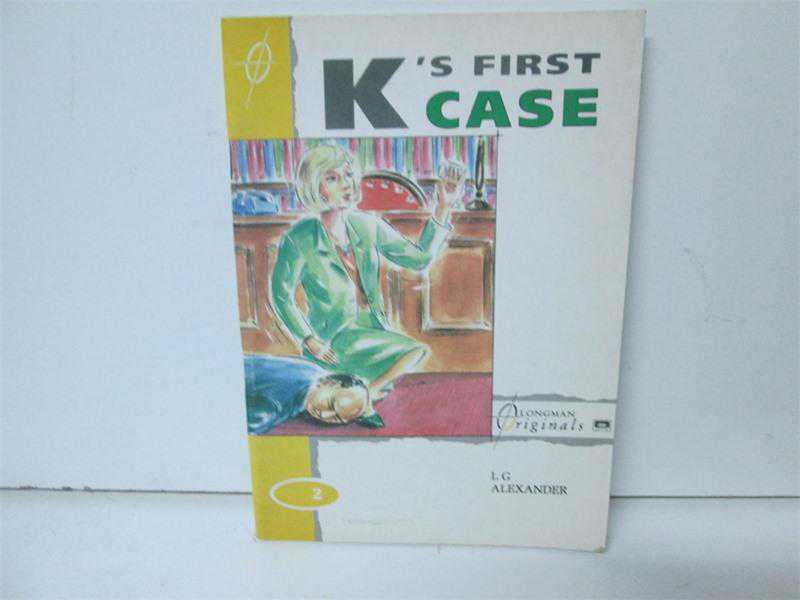 K'S FIRST
CASE
LONGMAN
Originals
L G
ALEXANDER
2